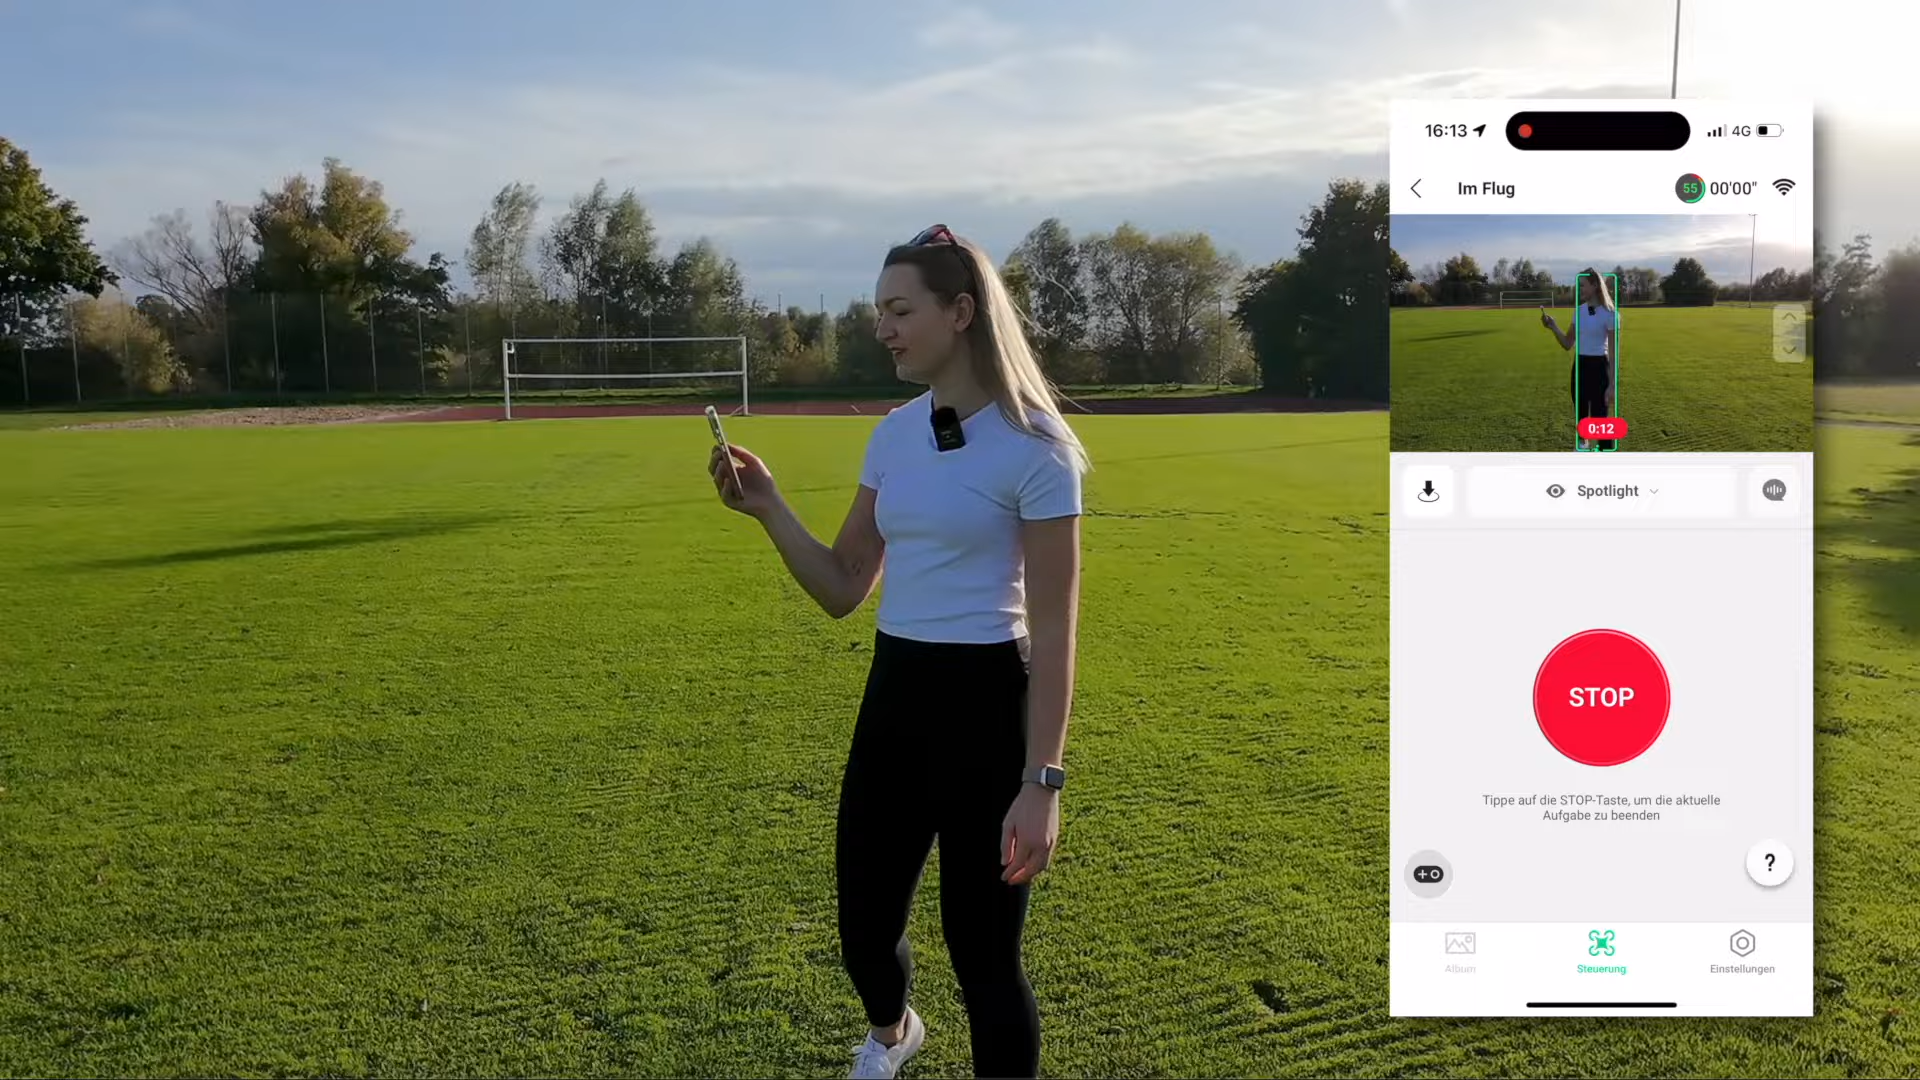 16:13
4G
Im Flug
55
00'00"
0:12
Spotlight
STOP
Tippe auf die STOP-Taste, um die aktuelle
Aufgabe zu beenden
?
Album
Steuerung
Einstellungen